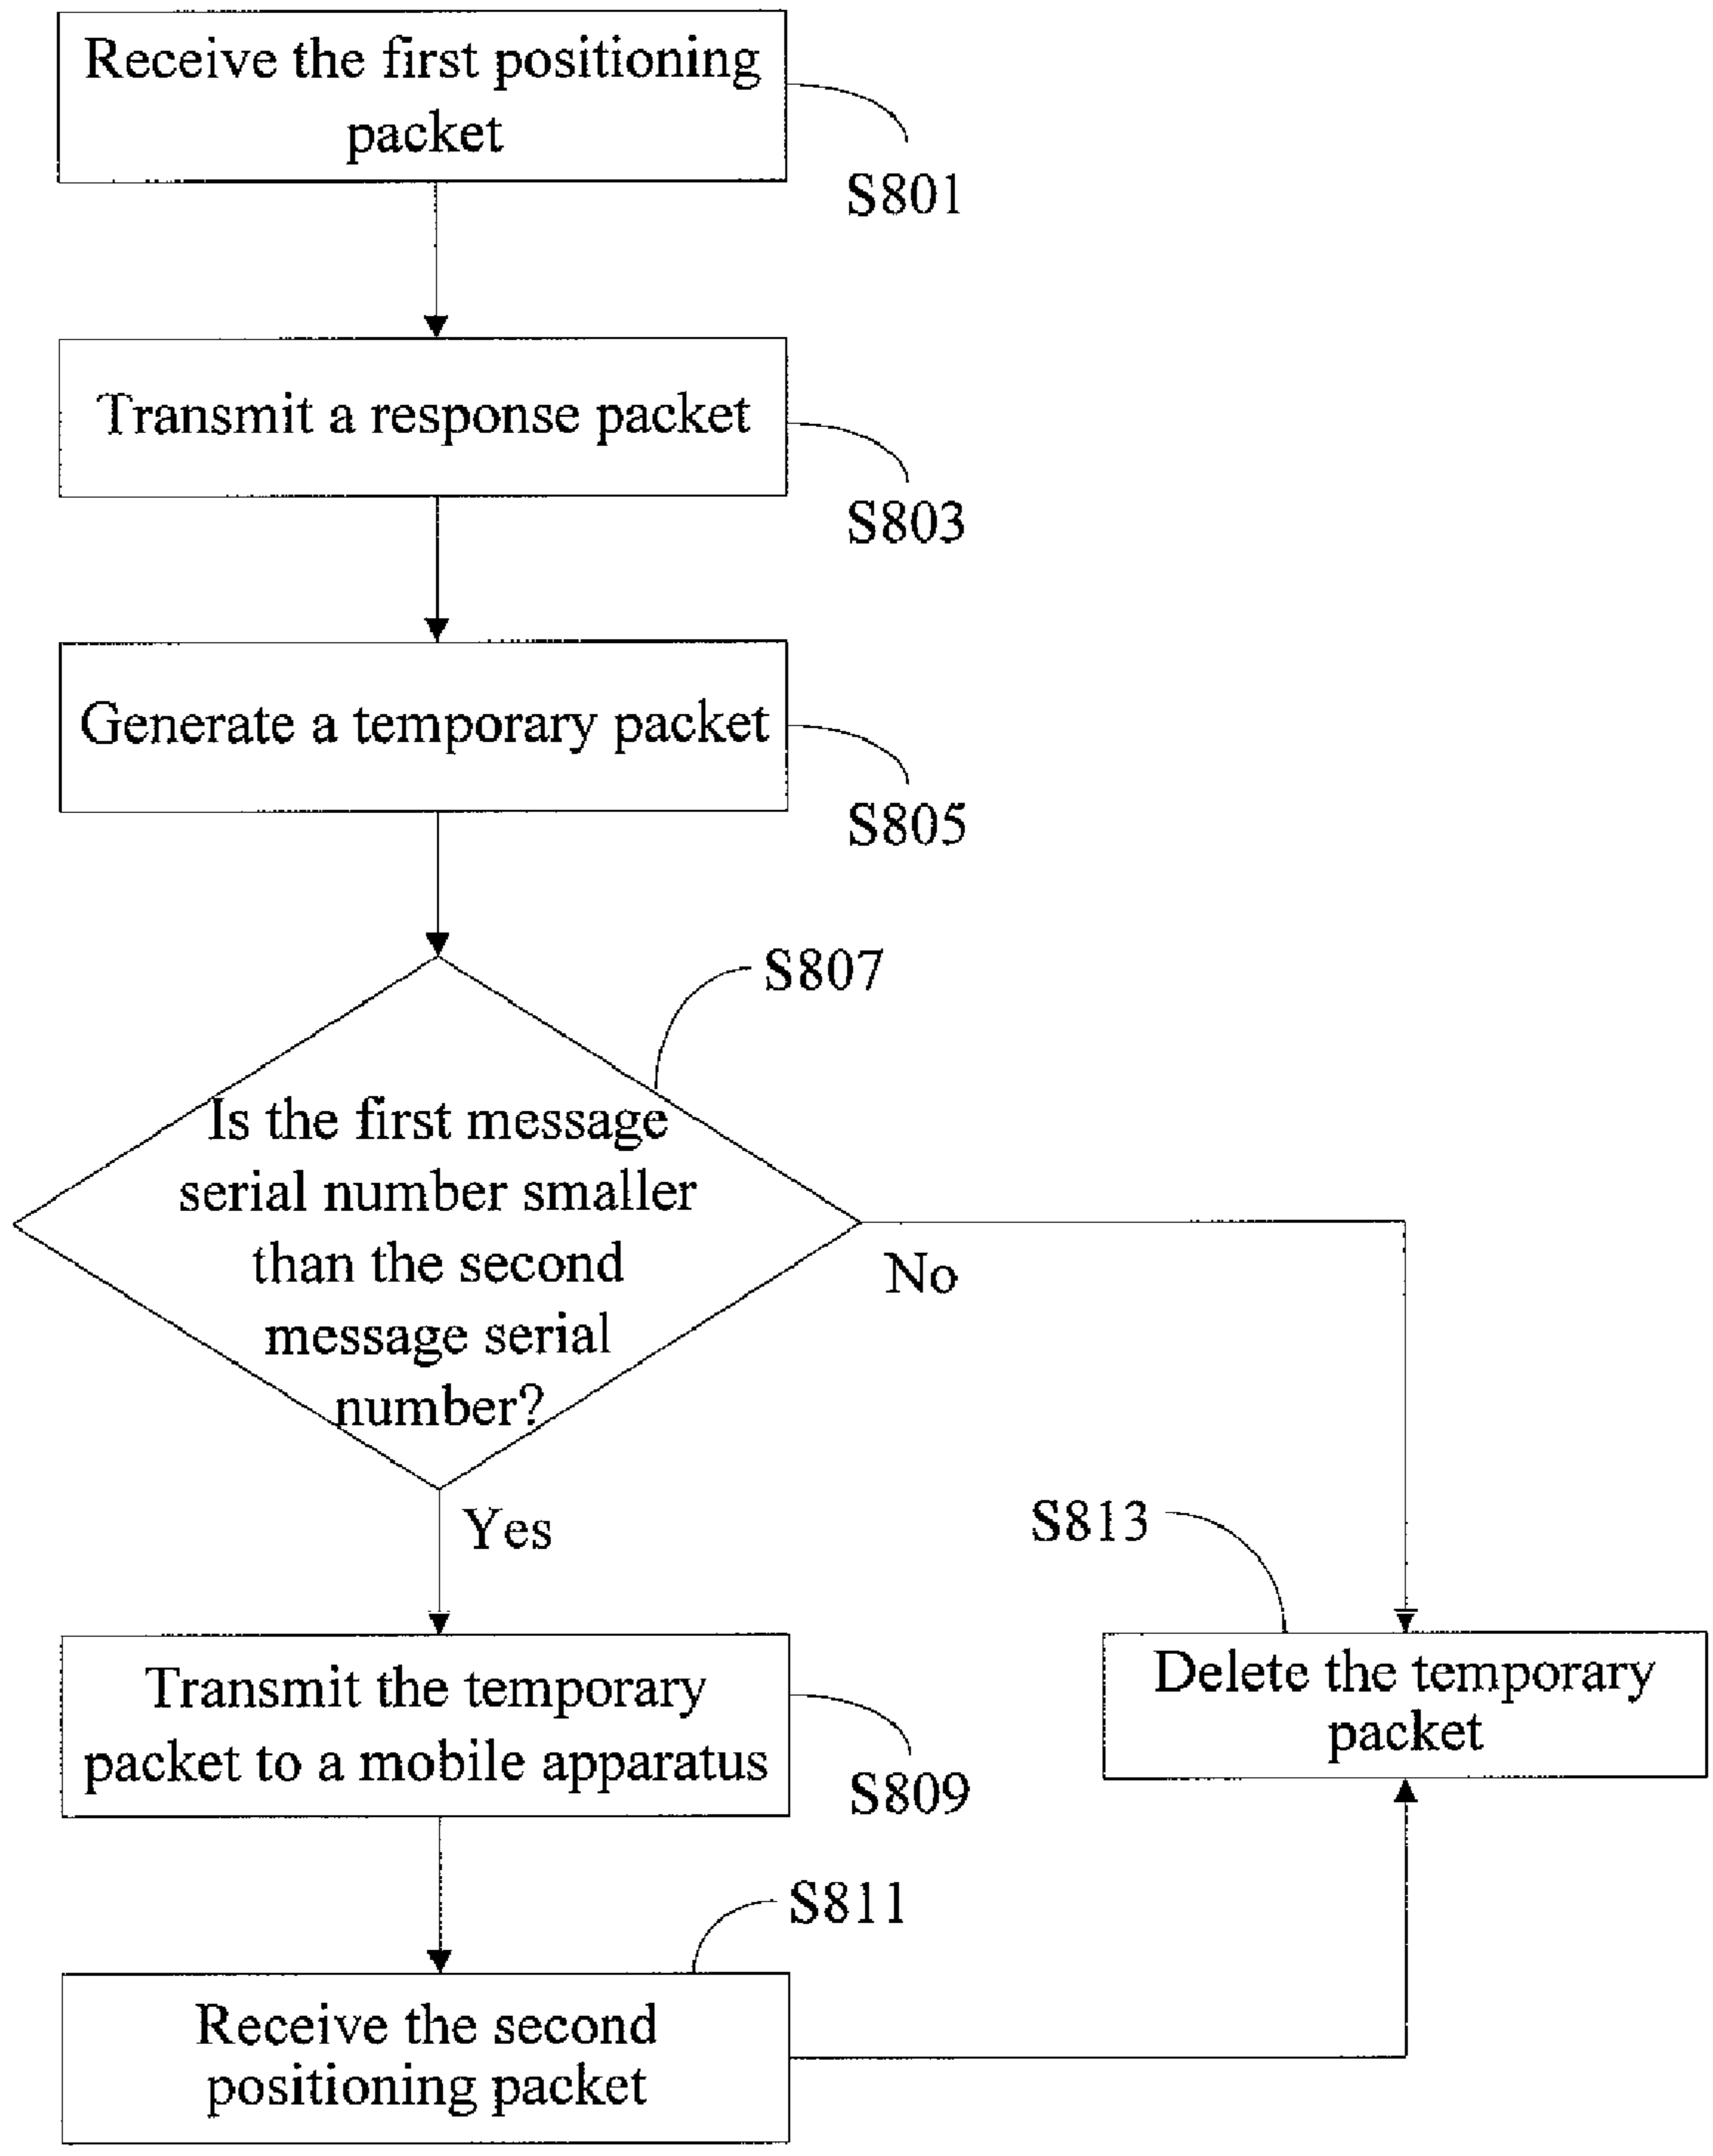 Receive the first positioning
packet
S801
Transmit a response packet
S803
Generate a temporary packet
S805
S807
Is the first message
serial number smaller
than the second
message serial
number?
No
Yes
S813
Transmit the temporary
packet to a mobile apparatus
S809
Delete the temporary
packet
S811
Receive the second
positioning packet